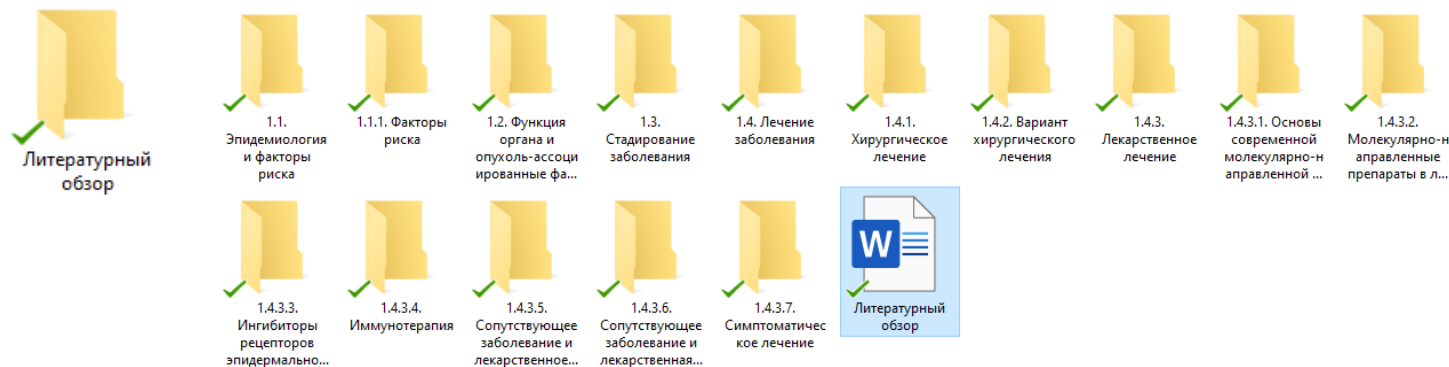 Литературный
обзор
1.1.
Эпидемиология
и факторы
риска
1.1.1. Факторы
риска
1.2. Функция
органа и
опухоль-ассоци
ированные фа...
1.3.
Стадирование
заболевания
1.4. Лечение
заболевания
1.4.1.
Хирургическое
лечение
1.4.2. Вариант
хирургического
лечения
1.4.3.
Лекарственное
лечение
1.4.3.1. Основы
современной
молекулярно-н
аправленной ...
1.4.3.2.
Молекулярно-н
аправленные
препараты в л...
1.4.3.3.
Ингибиторы
рецепторов
эпидермально...
1.4.3.4.
Иммунотерапия
1.4.3.5.
Сопутствующее
заболевание и
лекарственное...
1.4.3.6.
Сопутствующее
заболевание и
лекарственная...
1.4.3.7.
Симптоматичес
кое лечение
W
Литературный
обзор